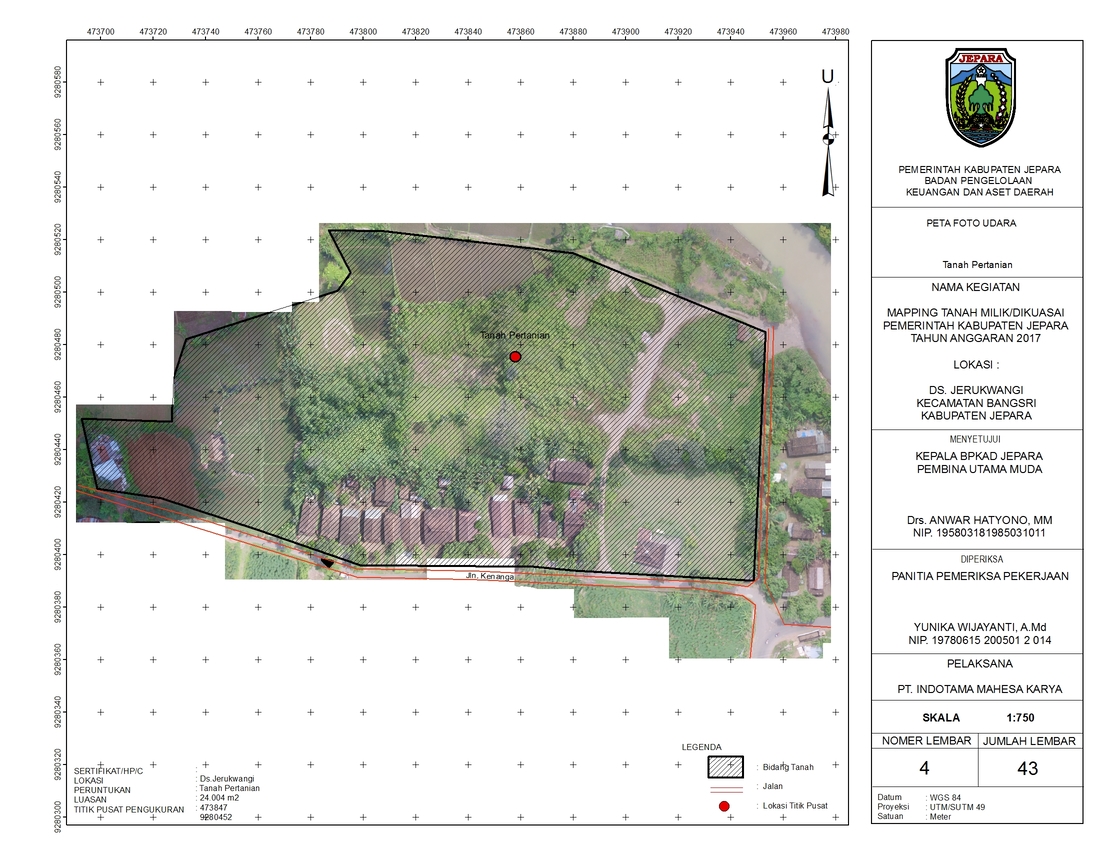 473700 473720 473740 473760 473780 473800 473820 473840 473860 473880 473900 473920 473940 473960 473980
9280580
9280560
9280540
9280520
9280500
9280480
9280460
9280440
9280420
9280400
9280380
9280360
9280340
9280320
9280300
U
Tanah Pertanian
Jln. Kenanga
SERTIFIKAT/HP/C :
LOKASI : Ds.Jerukwangi
PERUNTUKAN : Tanah Pertanian
LUASAN : 24.004 m2
TITIK PUSAT PENGUKURAN : 473847
9280452
LEGENDA
: Bidang Tanah
: Jalan
: Lokasi Titik Pusat
JEPARA
PEMERINTAH KABUPATEN JEPARA
BADAN PENGELOLAAN
KEUANGAN DAN ASET DAERAH
PETA FOTO UDARA
Tanah Pertanian
NAMA KEGIATAN
MAPPING TANAH MILIK/DIKUASAI
PEMERINTAH KABUPATEN JEPARA
TAHUN ANGGARAN 2017
LOKASI :
DS. JERUKWANGI
KECAMATAN BANGSRI
KABUPATEN JEPARA
MENYETUJUI
KEPALA BPKAD JEPARA
PEMBINA UTAMA MUDA
Drs. ANWAR HATYONO, MM
NIP. 195803181985031011
DIPERIKSA
PANITIA PEMERIKSA PEKERJAAN
YUNIKA WIJAYANTI, A.Md
NIP. 19780615 200501 2 014
PELAKSANA
PT. INDOTAMA MAHESA KARYA
SKALA 1:750
NOMER LEMBAR JUMLAH LEMBAR
4 43
Datum : WGS 84
Proyeksi : UTM/SUTM 49
Satuan : Meter